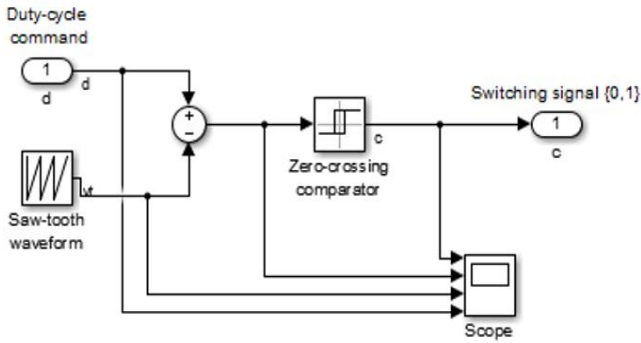 Duty-cycle
command
1
d
d
+
−
Saw-tooth
waveform
vt
Zero-crossing
comparator
c
Switching signal {0,1}
1
c
Scope